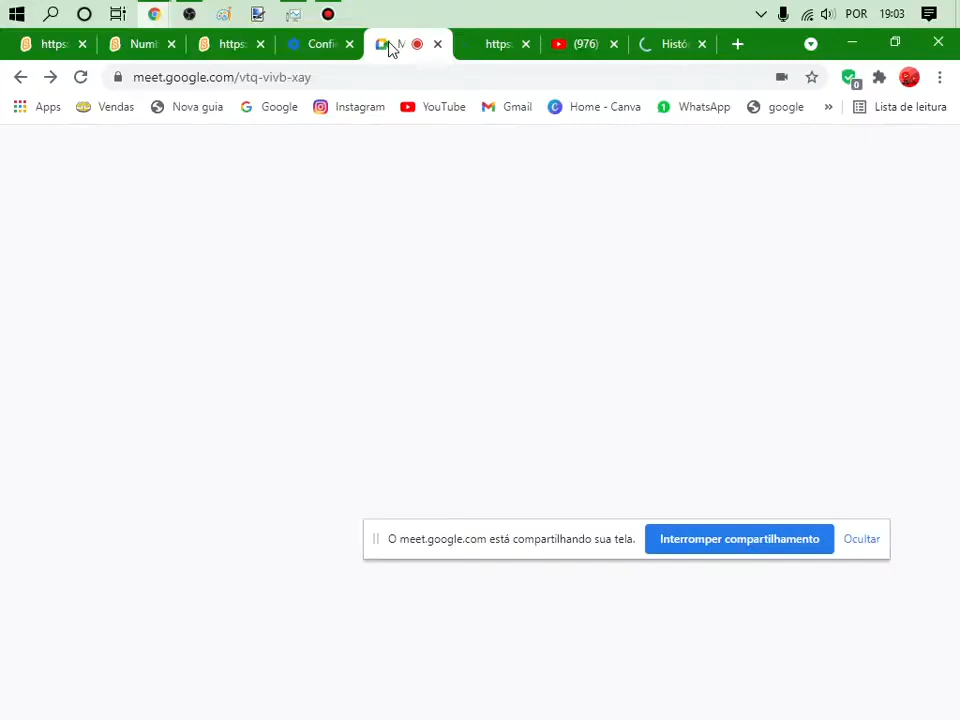 POR 19:03
https: Numl https: Confi M https: (976) Histó
meet.google.com/vtq-vivb-xay
0
Apps Vendas Nova guia Google Instagram YouTube Gmail Home - Canva WhatsApp google » Lista de leitura
O meet.google.com está compartilhando sua tela. Interromper compartilhamento Ocultar